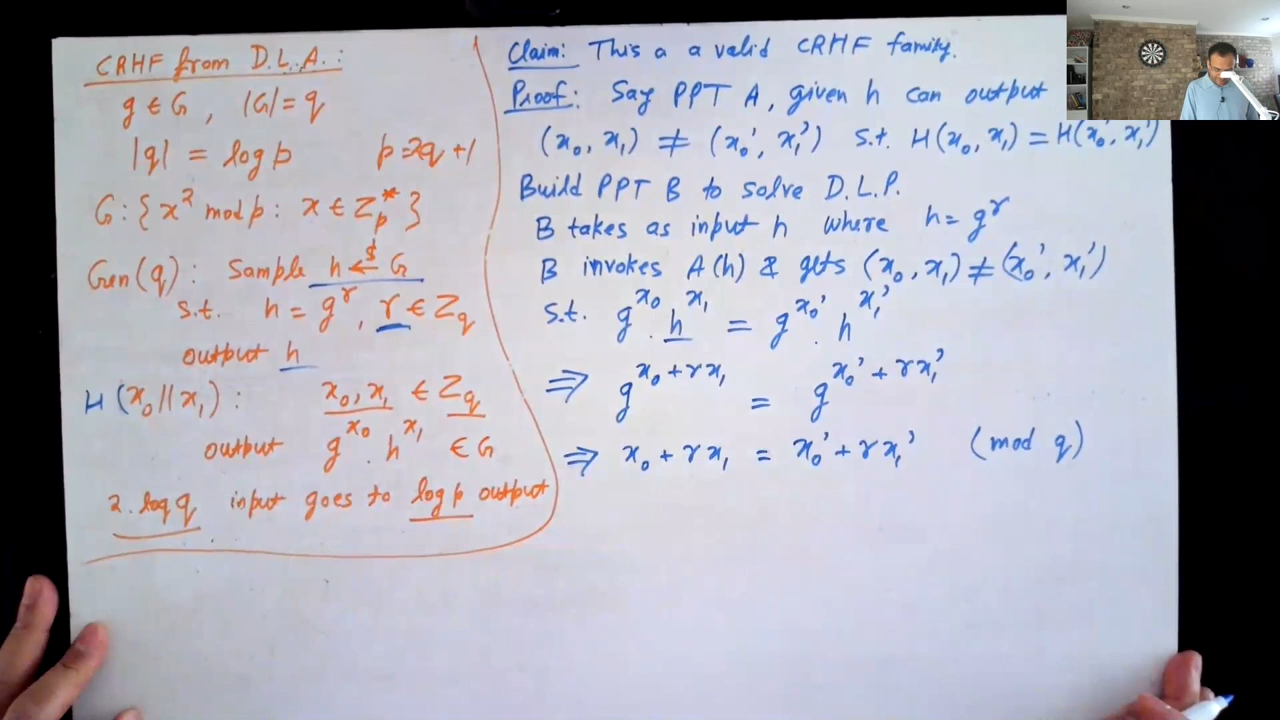 CRHF from D.L.A.:
g ∈ G, |G| = q
|q| = log p   p = 2q + 1
G: { x² mod p : x ∈ Z_p^* }
Gen(q): Sample h ←$ G
s.t. h = g^r, r ∈ Z_q
output h
H (x₀ || x₁): x₀, x₁ ∈ Z_q
output g^x₀ . h^x₁ ∈ G
2. log q input goes to log p output
Claim: This a a valid CRHF family.
Proof: Say PPT A, given h can output
(x₀, x₁) ≠ (x₀', x₁') s.t. H(x₀, x₁) = H(x₀', x₁')
Build PPT B to solve D.L.P.
B takes as input h where h = g^r
B invokes A(h) & gets (x₀, x₁) ≠ (x₀', x₁')
s.t. g^x₀ . h^x₁ = g^x₀' . h^x₁'
⇒ g^(x₀ + r x₁) = g^(x₀' + r x₁')
⇒ x₀ + r x₁ = x₀' + r x₁' (mod q)